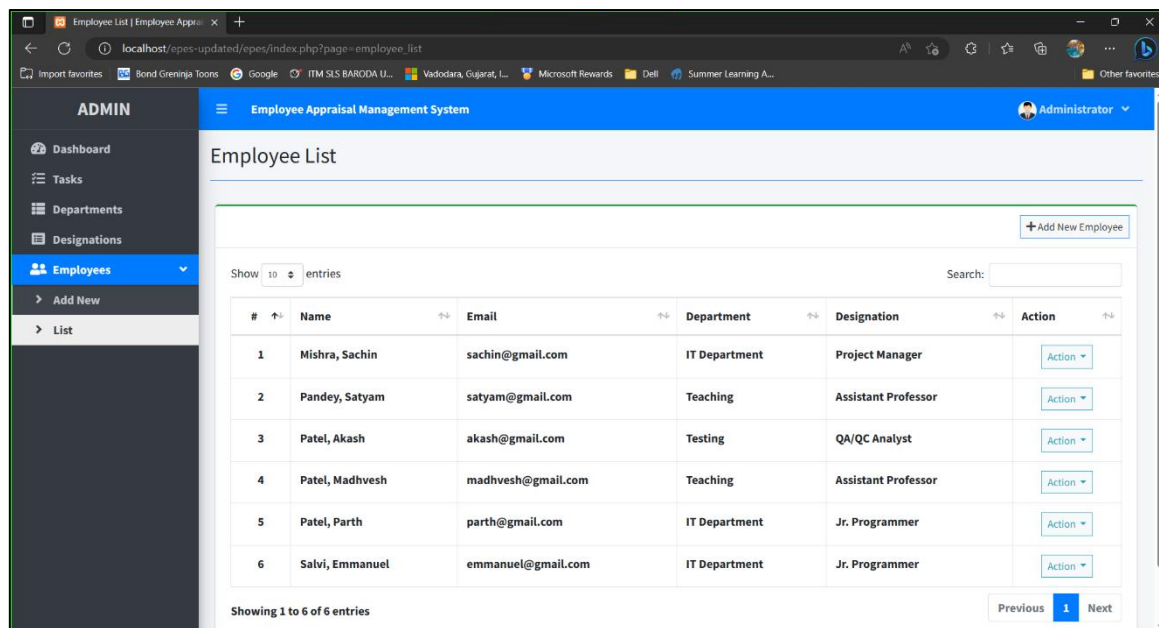 Employee List | Employee Apprai
localhost/epes-updated/epes/index.php?page=employee_list
Import favorites Bond Greninja Toons Google ITM SLS BARODA U... Vadodara, Gujarat, I... Microsoft Rewards Dell Summer Learning A... Other favorites
ADMIN Employee Appraisal Management System Administrator
Dashboard
Tasks
Departments
Designations
Employees
Add New
List
Employee List
Add New Employee
Show 10 entries Search:
# Name Email Department Designation Action
1 Mishra, Sachin sachin@gmail.com IT Department Project Manager Action
2 Pandey, Satyam satyam@gmail.com Teaching Assistant Professor Action
3 Patel, Akash akash@gmail.com Testing QA/QC Analyst Action
4 Patel, Madhvesh madhvesh@gmail.com Teaching Assistant Professor Action
5 Patel, Parth parth@gmail.com IT Department Jr. Programmer Action
6 Salvi, Emmanuel emmanuel@gmail.com IT Department Jr. Programmer Action
Showing 1 to 6 of 6 entries Previous 1 Next